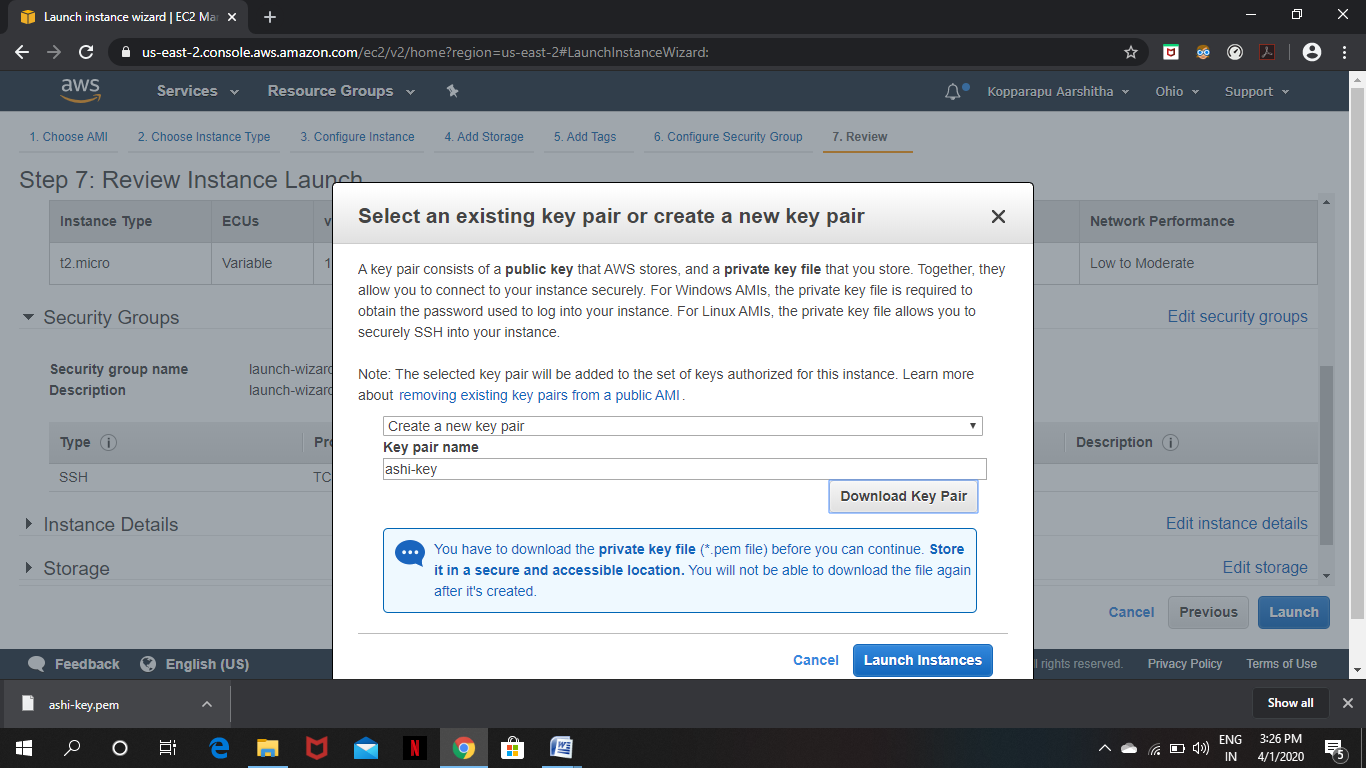 Launch instance wizard | EC2 Ma
us-east-2.console.aws.amazon.com/ec2/v2/home?region=us-east-2#LaunchInstanceWizard:
aws Services Resource Groups Kopparapu Aarshitha Ohio Support
1. Choose AMI 2. Choose Instance Type 3. Configure Instance 4. Add Storage 5. Add Tags 6. Configure Security Group 7. Review
Step 7: Review Instance Launch
Instance Type ECUs v Network Performance
t2.micro Variable 1 Low to Moderate
Security Groups Edit security groups
Security group name launch-wizard
Description launch-wizard
Type i Pro Description i
SSH TC
Instance Details Edit instance details
Storage Edit storage
Cancel Previous Launch
Select an existing key pair or create a new key pair
A key pair consists of a public key that AWS stores, and a private key file that you store. Together, they
allow you to connect to your instance securely. For Windows AMIs, the private key file is required to
obtain the password used to log into your instance. For Linux AMIs, the private key file allows you to
securely SSH into your instance.
Note: The selected key pair will be added to the set of keys authorized for this instance. Learn more
about removing existing key pairs from a public AMI .
Create a new key pair
Key pair name
ashi-key
Download Key Pair
You have to download the private key file (*.pem file) before you can continue. Store
it in a secure and accessible location. You will not be able to download the file again
after it's created.
Cancel Launch Instances
Feedback English (US) l rights reserved. Privacy Policy Terms of Use
ashi-key.pem Show all
ENG 3:26 PM
IN 4/1/2020 5